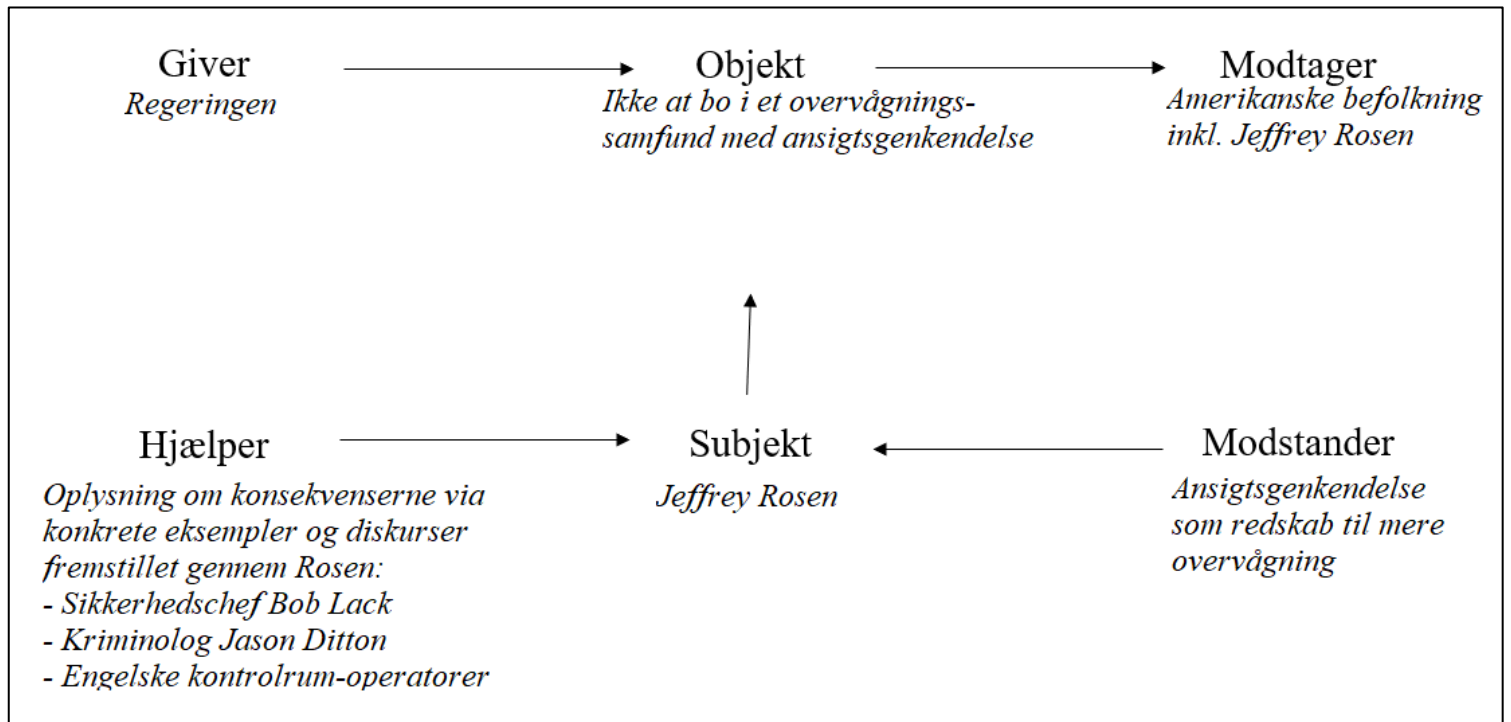 Giver
Regeringen
Objekt
Ikke at bo i et overvågnings-
samfund med ansigtsgenkendelse
Modtager
Amerikanske befolkning
inkl. Jeffrey Rosen
Hjælper
Oplysning om konsekvenserne via
konkrete eksempler og diskurser
fremstillet gennem Rosen:
- Sikkerhedschef Bob Lack
- Kriminolog Jason Ditton
- Engelske kontrolrum-operatorer
Subjekt
Jeffrey Rosen
Modstander
Ansigtsgenkendelse
som redskab til mere
overvågning